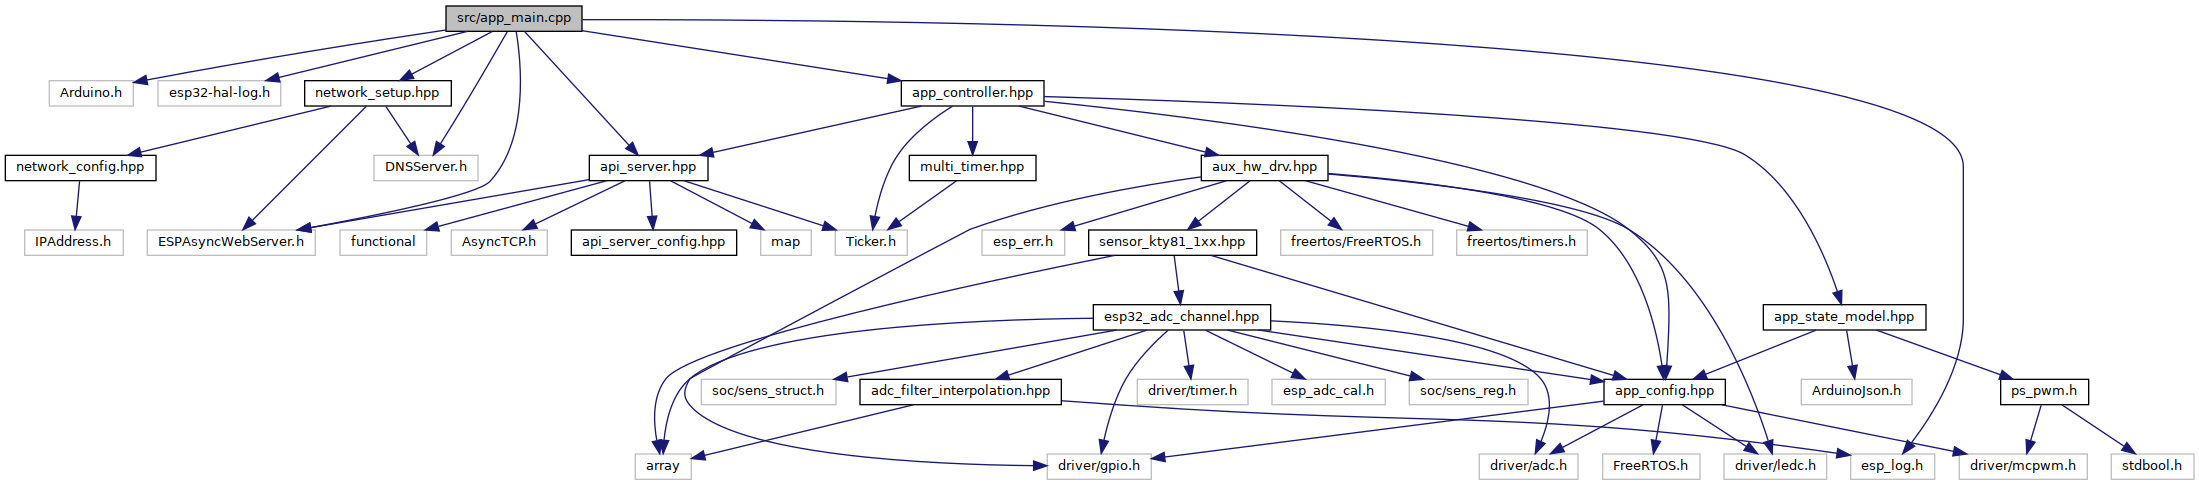 src/app_main.cpp
Arduino.h
esp32-hal-log.h
network_setup.hpp
app_controller.hpp
network_config.hpp
DNSServer.h
api_server.hpp
multi_timer.hpp
aux_hw_drv.hpp
IPAddress.h
ESPAsyncWebServer.h
functional
AsyncTCP.h
api_server_config.hpp
map
Ticker.h
esp_err.h
sensor_kty81_1xx.hpp
freertos/FreeRTOS.h
freertos/timers.h
esp32_adc_channel.hpp
app_state_model.hpp
soc/sens_struct.h
adc_filter_interpolation.hpp
driver/timer.h
esp_adc_cal.h
soc/sens_reg.h
app_config.hpp
ArduinoJson.h
ps_pwm.h
array
driver/gpio.h
driver/adc.h
FreeRTOS.h
driver/ledc.h
esp_log.h
driver/mcpwm.h
stdbool.h